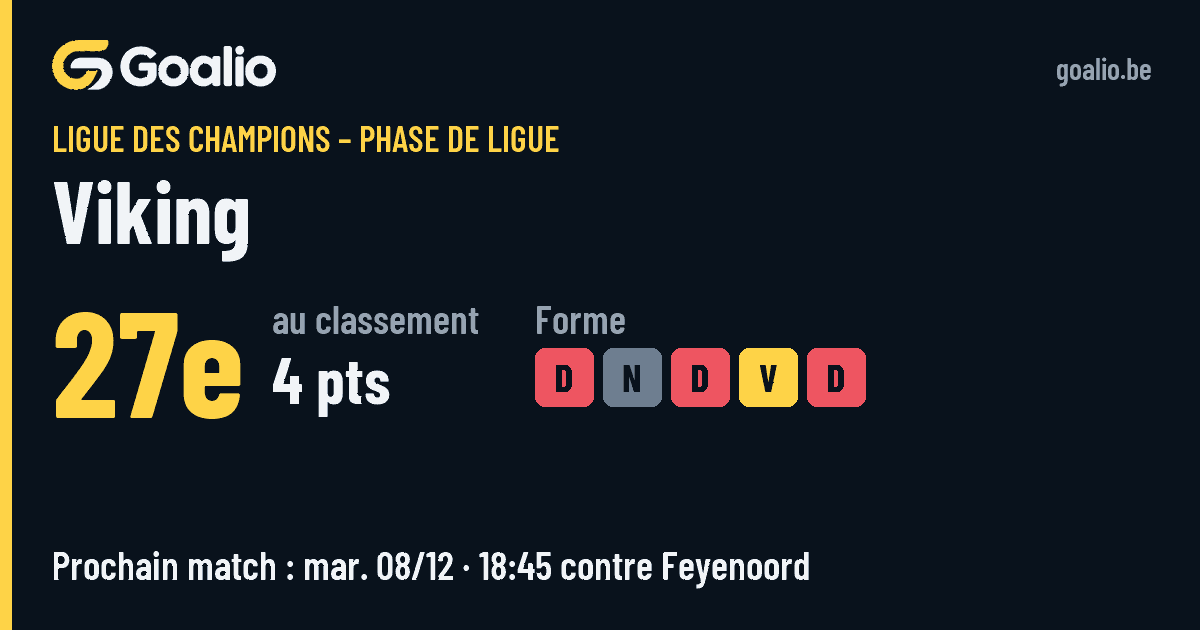 Goalio
goalio.be
LIGUE DES CHAMPIONS – PHASE DE LIGUE
Viking
27e
au classement
4 pts
Forme
D N D V D
Prochain match : mar. 08/12 · 18:45 contre Feyenoord